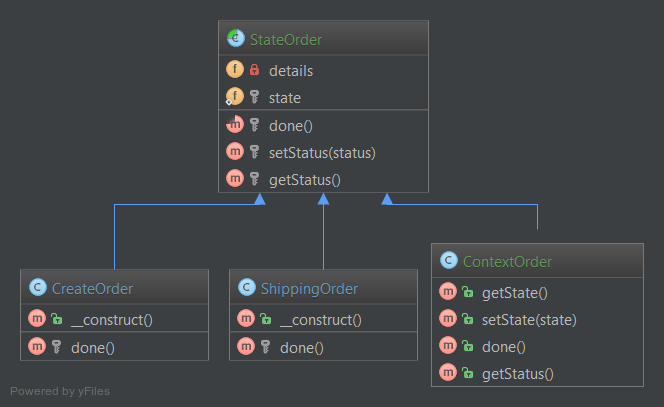 StateOrder
details
state
done()
setStatus(status)
getStatus()
CreateOrder
__construct()
done()
ShippingOrder
__construct()
done()
ContextOrder
getState()
setState(state)
done()
getStatus()
Powered by yFiles